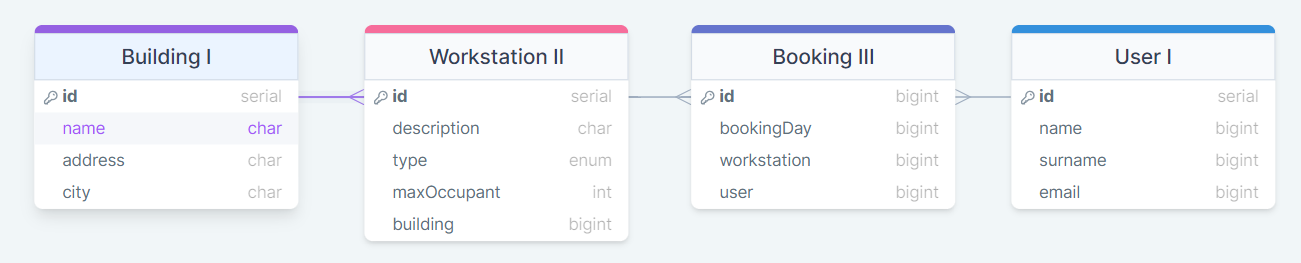 Building I
id serial
name char
address char
city char
Workstation II
id serial
description char
type enum
maxOccupant int
building bigint
Booking III
id bigint
bookingDay bigint
workstation bigint
user bigint
User I
id serial
name bigint
surname bigint
email bigint